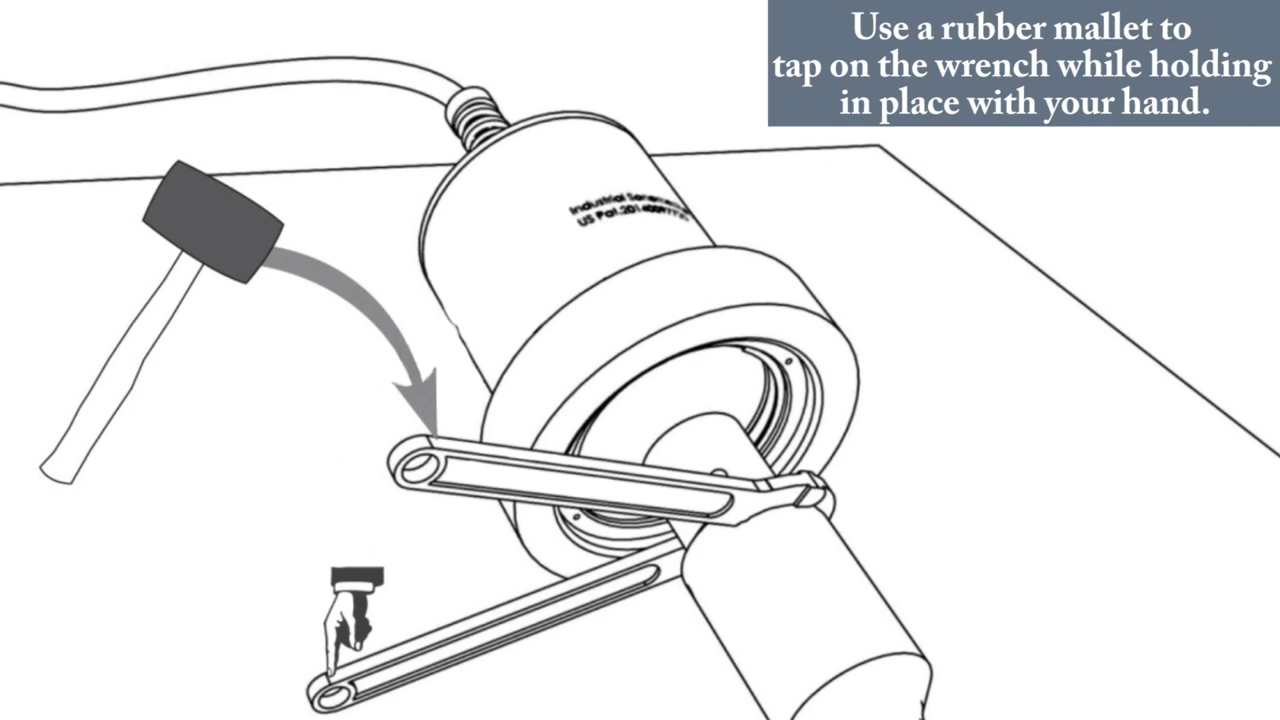 Use a rubber mallet to
tap on the wrench while holding
in place with your hand.
Industrial
US Pat.